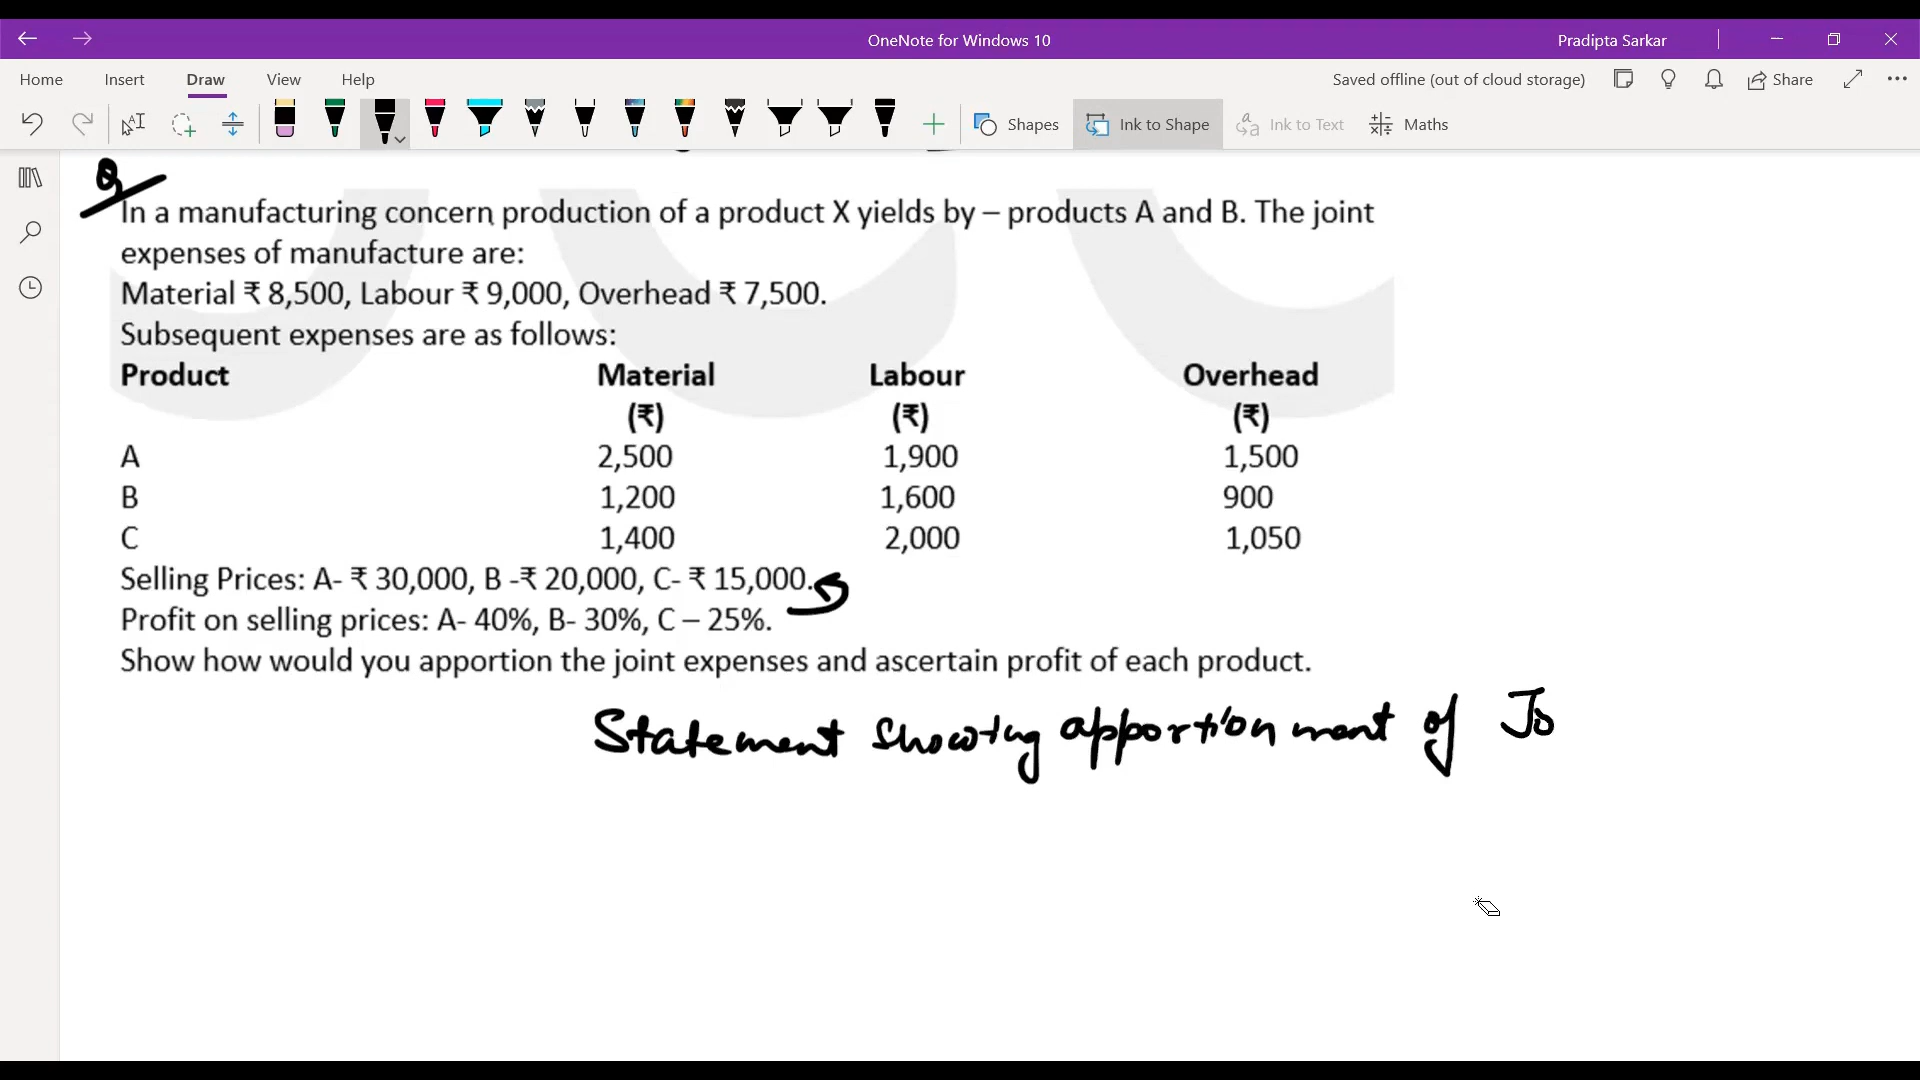 OneNote for Windows 10
Pradipta Sarkar
Home Insert Draw View Help
Saved offline (out of cloud storage) Share
Shapes Ink to Shape Ink to Text Maths
Q
In a manufacturing concern production of a product X yields by – products A and B. The joint
expenses of manufacture are:
Material ₹ 8,500, Labour ₹ 9,000, Overhead ₹ 7,500.
Subsequent expenses are as follows:
Product Material Labour Overhead
(₹) (₹) (₹)
A 2,500 1,900 1,500
B 1,200 1,600 900
C 1,400 2,000 1,050
Selling Prices: A- ₹ 30,000, B -₹ 20,000, C- ₹ 15,000.
Profit on selling prices: A- 40%, B- 30%, C – 25%.
Show how would you apportion the joint expenses and ascertain profit of each product.
Statement showing apportionment of Jo